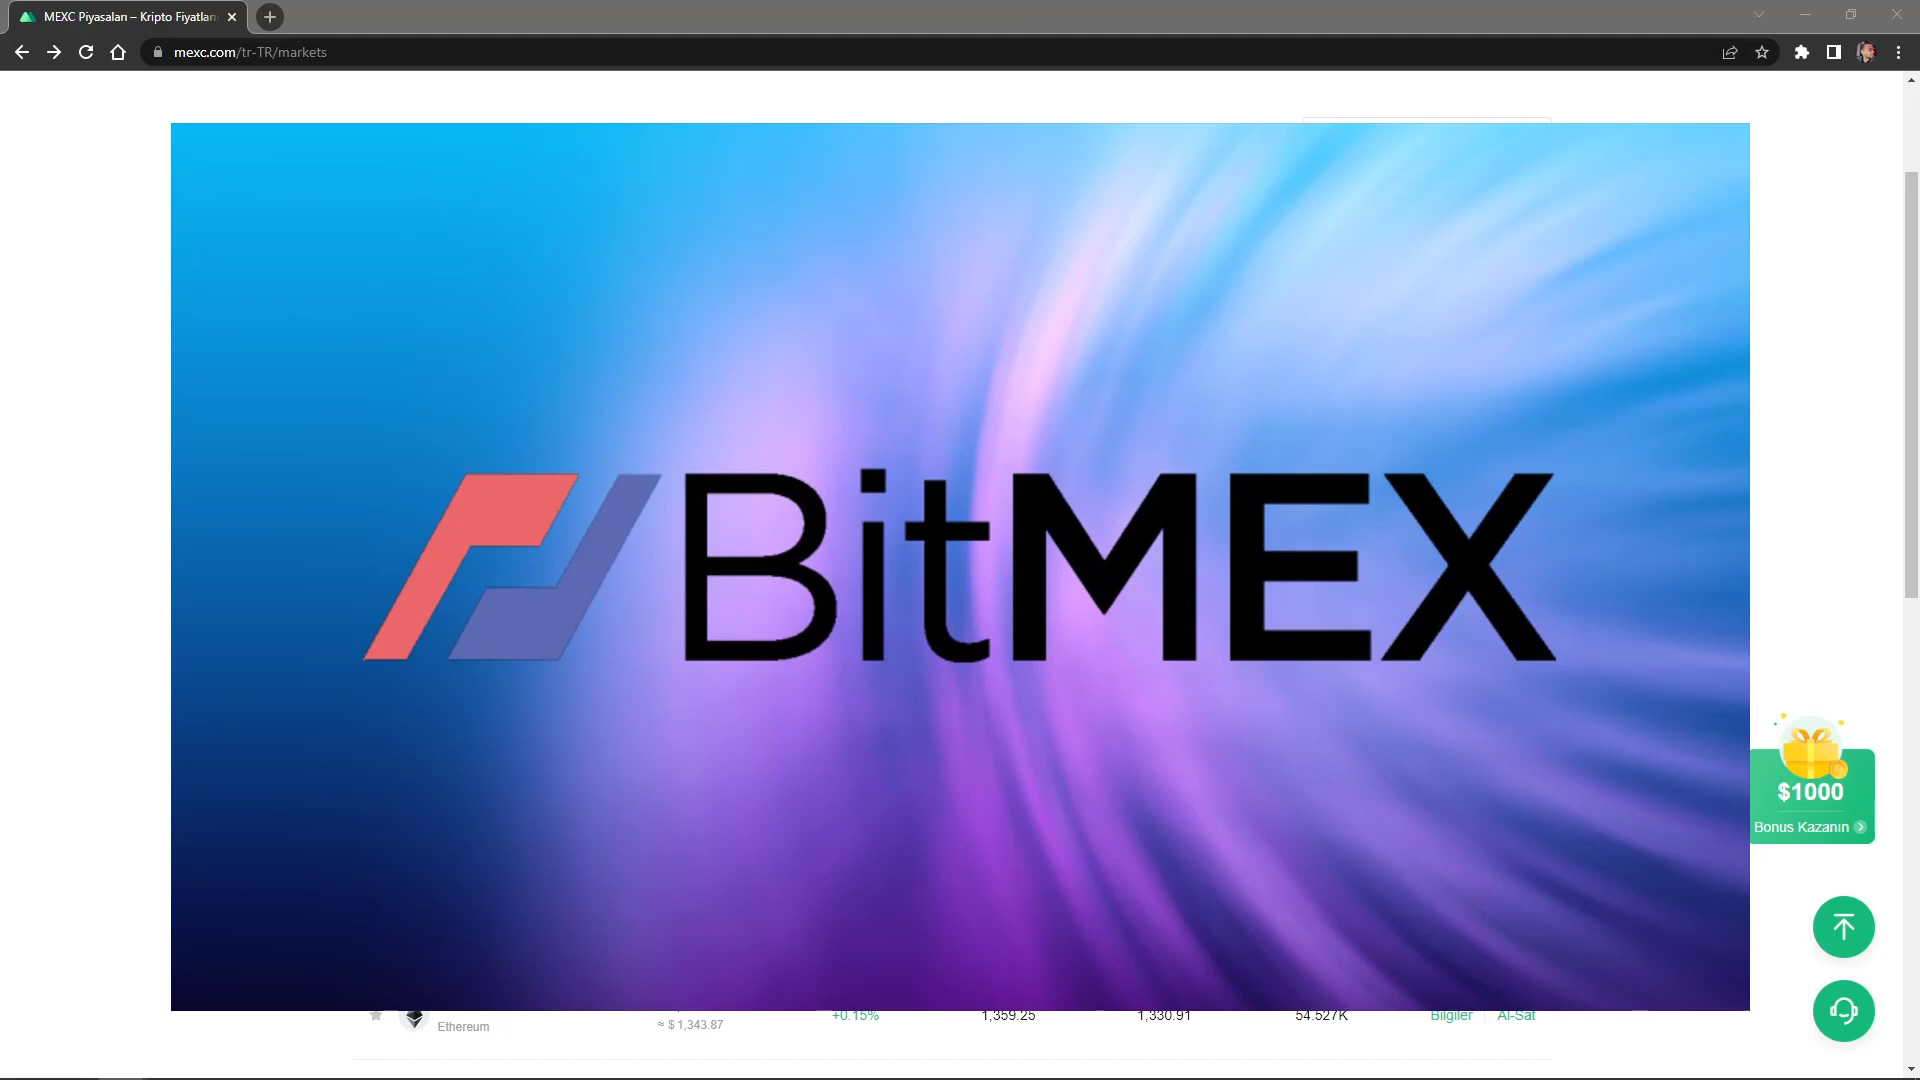 MEXC Piyasaları – Kripto Fiyatları
mexc.com/tr-TR/markets
BitMEX
$1000
Bonus Kazanın
Ethereum
≈ $ 1,343.87
+0.15%
1,359.25
1,330.91
54.527K
Bilgiler
Al-Sat